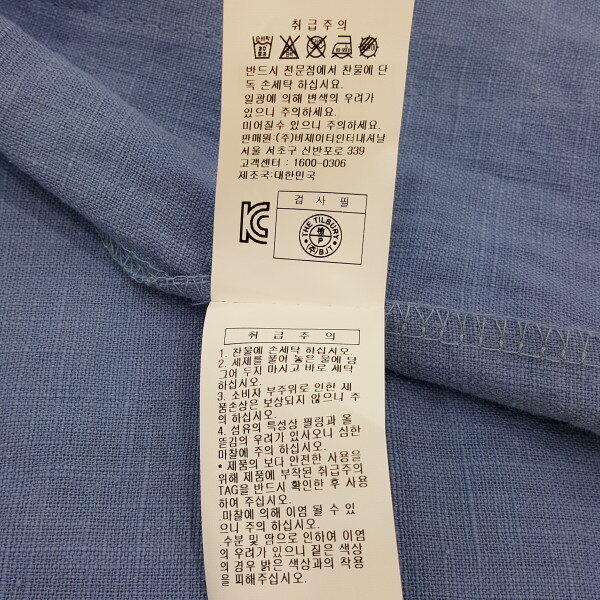 취급주의
손세탁
반드시 전문점에서 찬물에 단
독 손세탁 하십시요.
일광에 의해 변색의 우려가
있으니 주의하세요.
미어질수 있으니 주의하세요.
판매원:(주)비제이티인터내셔날
서울 서초구 신반포로 339
고객센터 : 1600-0306
제조국:대한민국
검 사 필
THE TILBURY
P
(주)BJT
취 급 주 의
1. 찬물에 손세탁 하십시오.
2. 세제를 풀어 놓은 물에 담
그어 두지 마시고 바로 세탁
하십시오.
3. 소비자 부주위로 인한 제
품손상은 보상되지 않으니 주
의 하십시오.
4. 섬유의 특성상 필링과 올
뜯김의 우려가 있사오니 심한
마찰에 주의 하십시오.
* 제품의 보다 안전한 사용을
위해 제품에 부착된 취급주의
TAG을 반드시 확인한 후 사용
하여 주십시오.
.마찰에 의해 이염 될 수 있
으니 주의 하십시오.
.수분 및 땀으로 인하여 이염
의 우려가 있으니 짙은 색상
의 경우 밝은 색상과의 착용
을 피해주십시오.